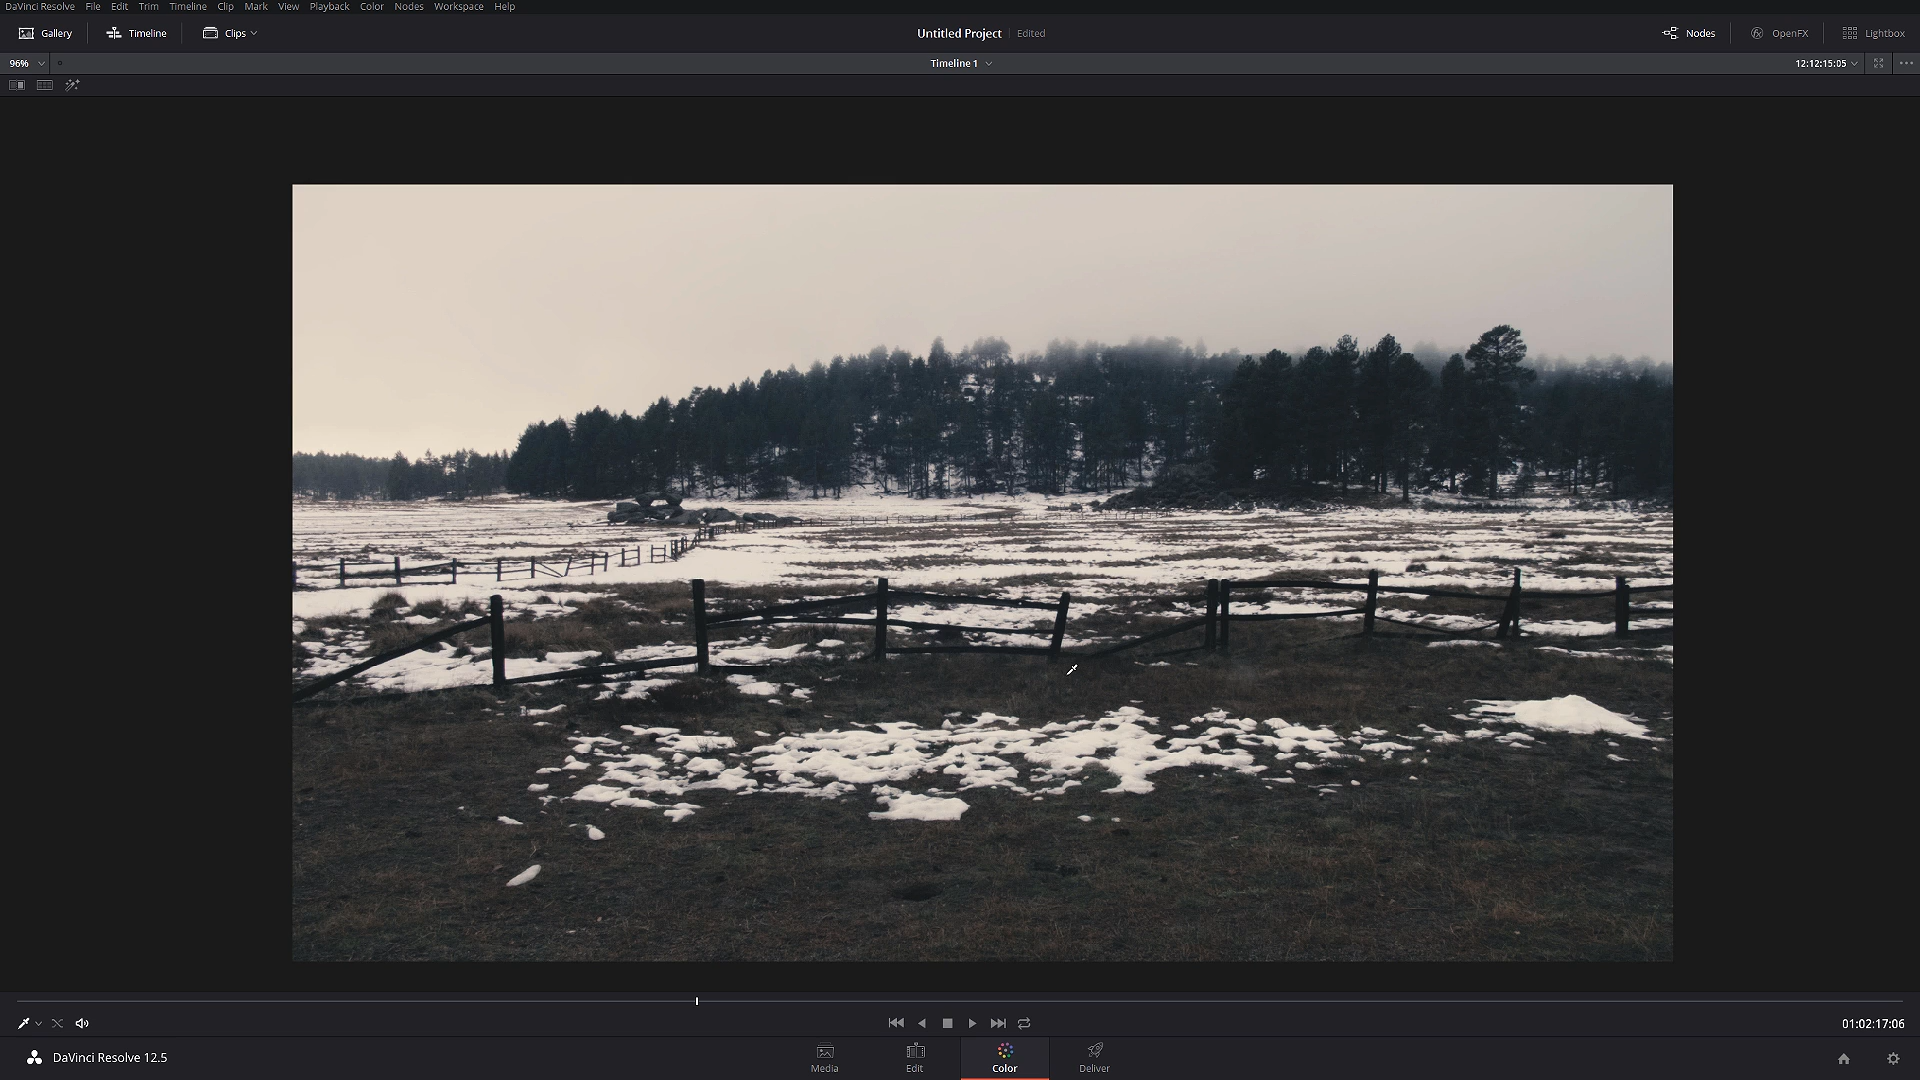 DaVinci Resolve File Edit Trim Timeline Clip Mark View Playback Color Nodes Workspace Help
Gallery Timeline Clips Untitled Project Edited Nodes OpenFX Lightbox
96% Timeline 1 12:12:15:05
01:02:17:06
DaVinci Resolve 12.5 Media Edit Color Deliver